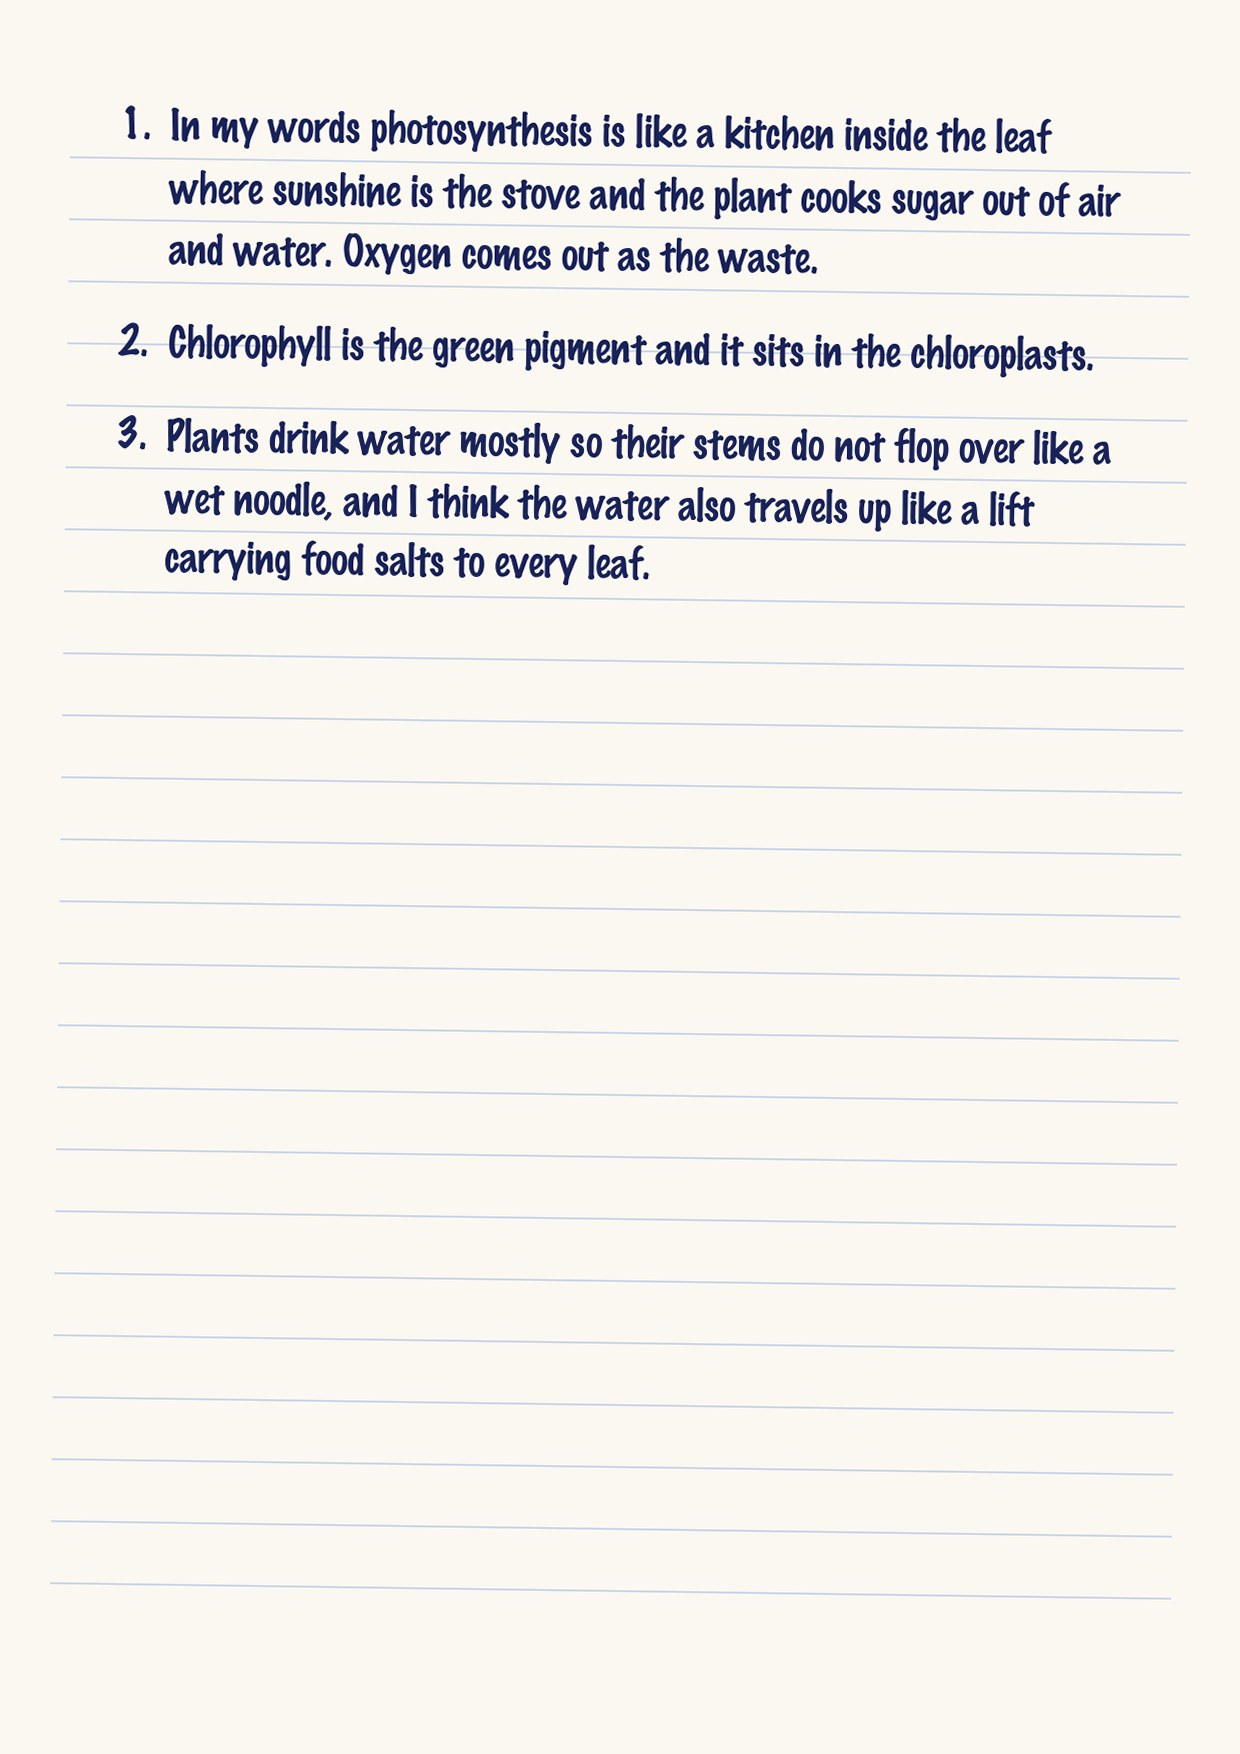 1. In my words photosynthesis is like a kitchen inside the leaf
where sunshine is the stove and the plant cooks sugar out of air
and water. Oxygen comes out as the waste.
2. Chlorophyll is the green pigment and it sits in the chloroplasts.
3. Plants drink water mostly so their stems do not flop over like a
wet noodle, and I think the water also travels up like a lift
carrying food salts to every leaf.